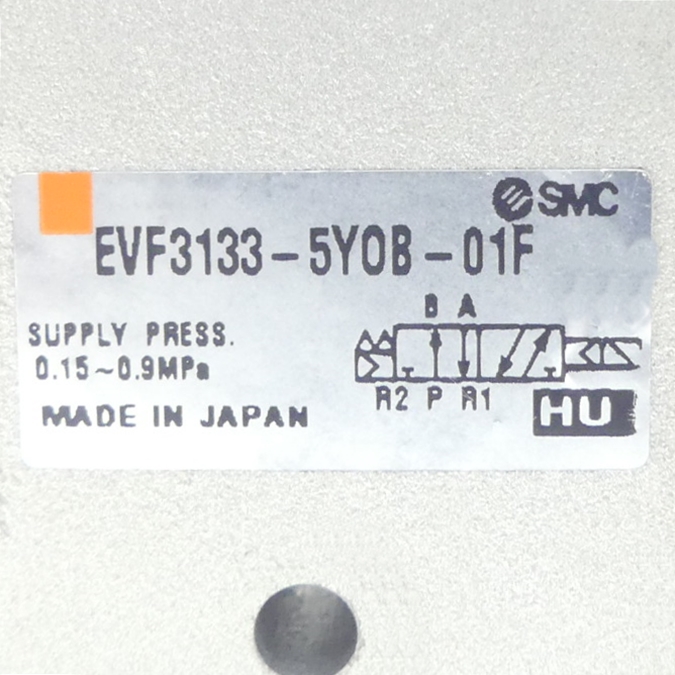 SMC
EVF3133-5YOB-01F
SUPPLY PRESS.
0.15~0.9MPa
MADE IN JAPAN
B A
R2 P R1
HU